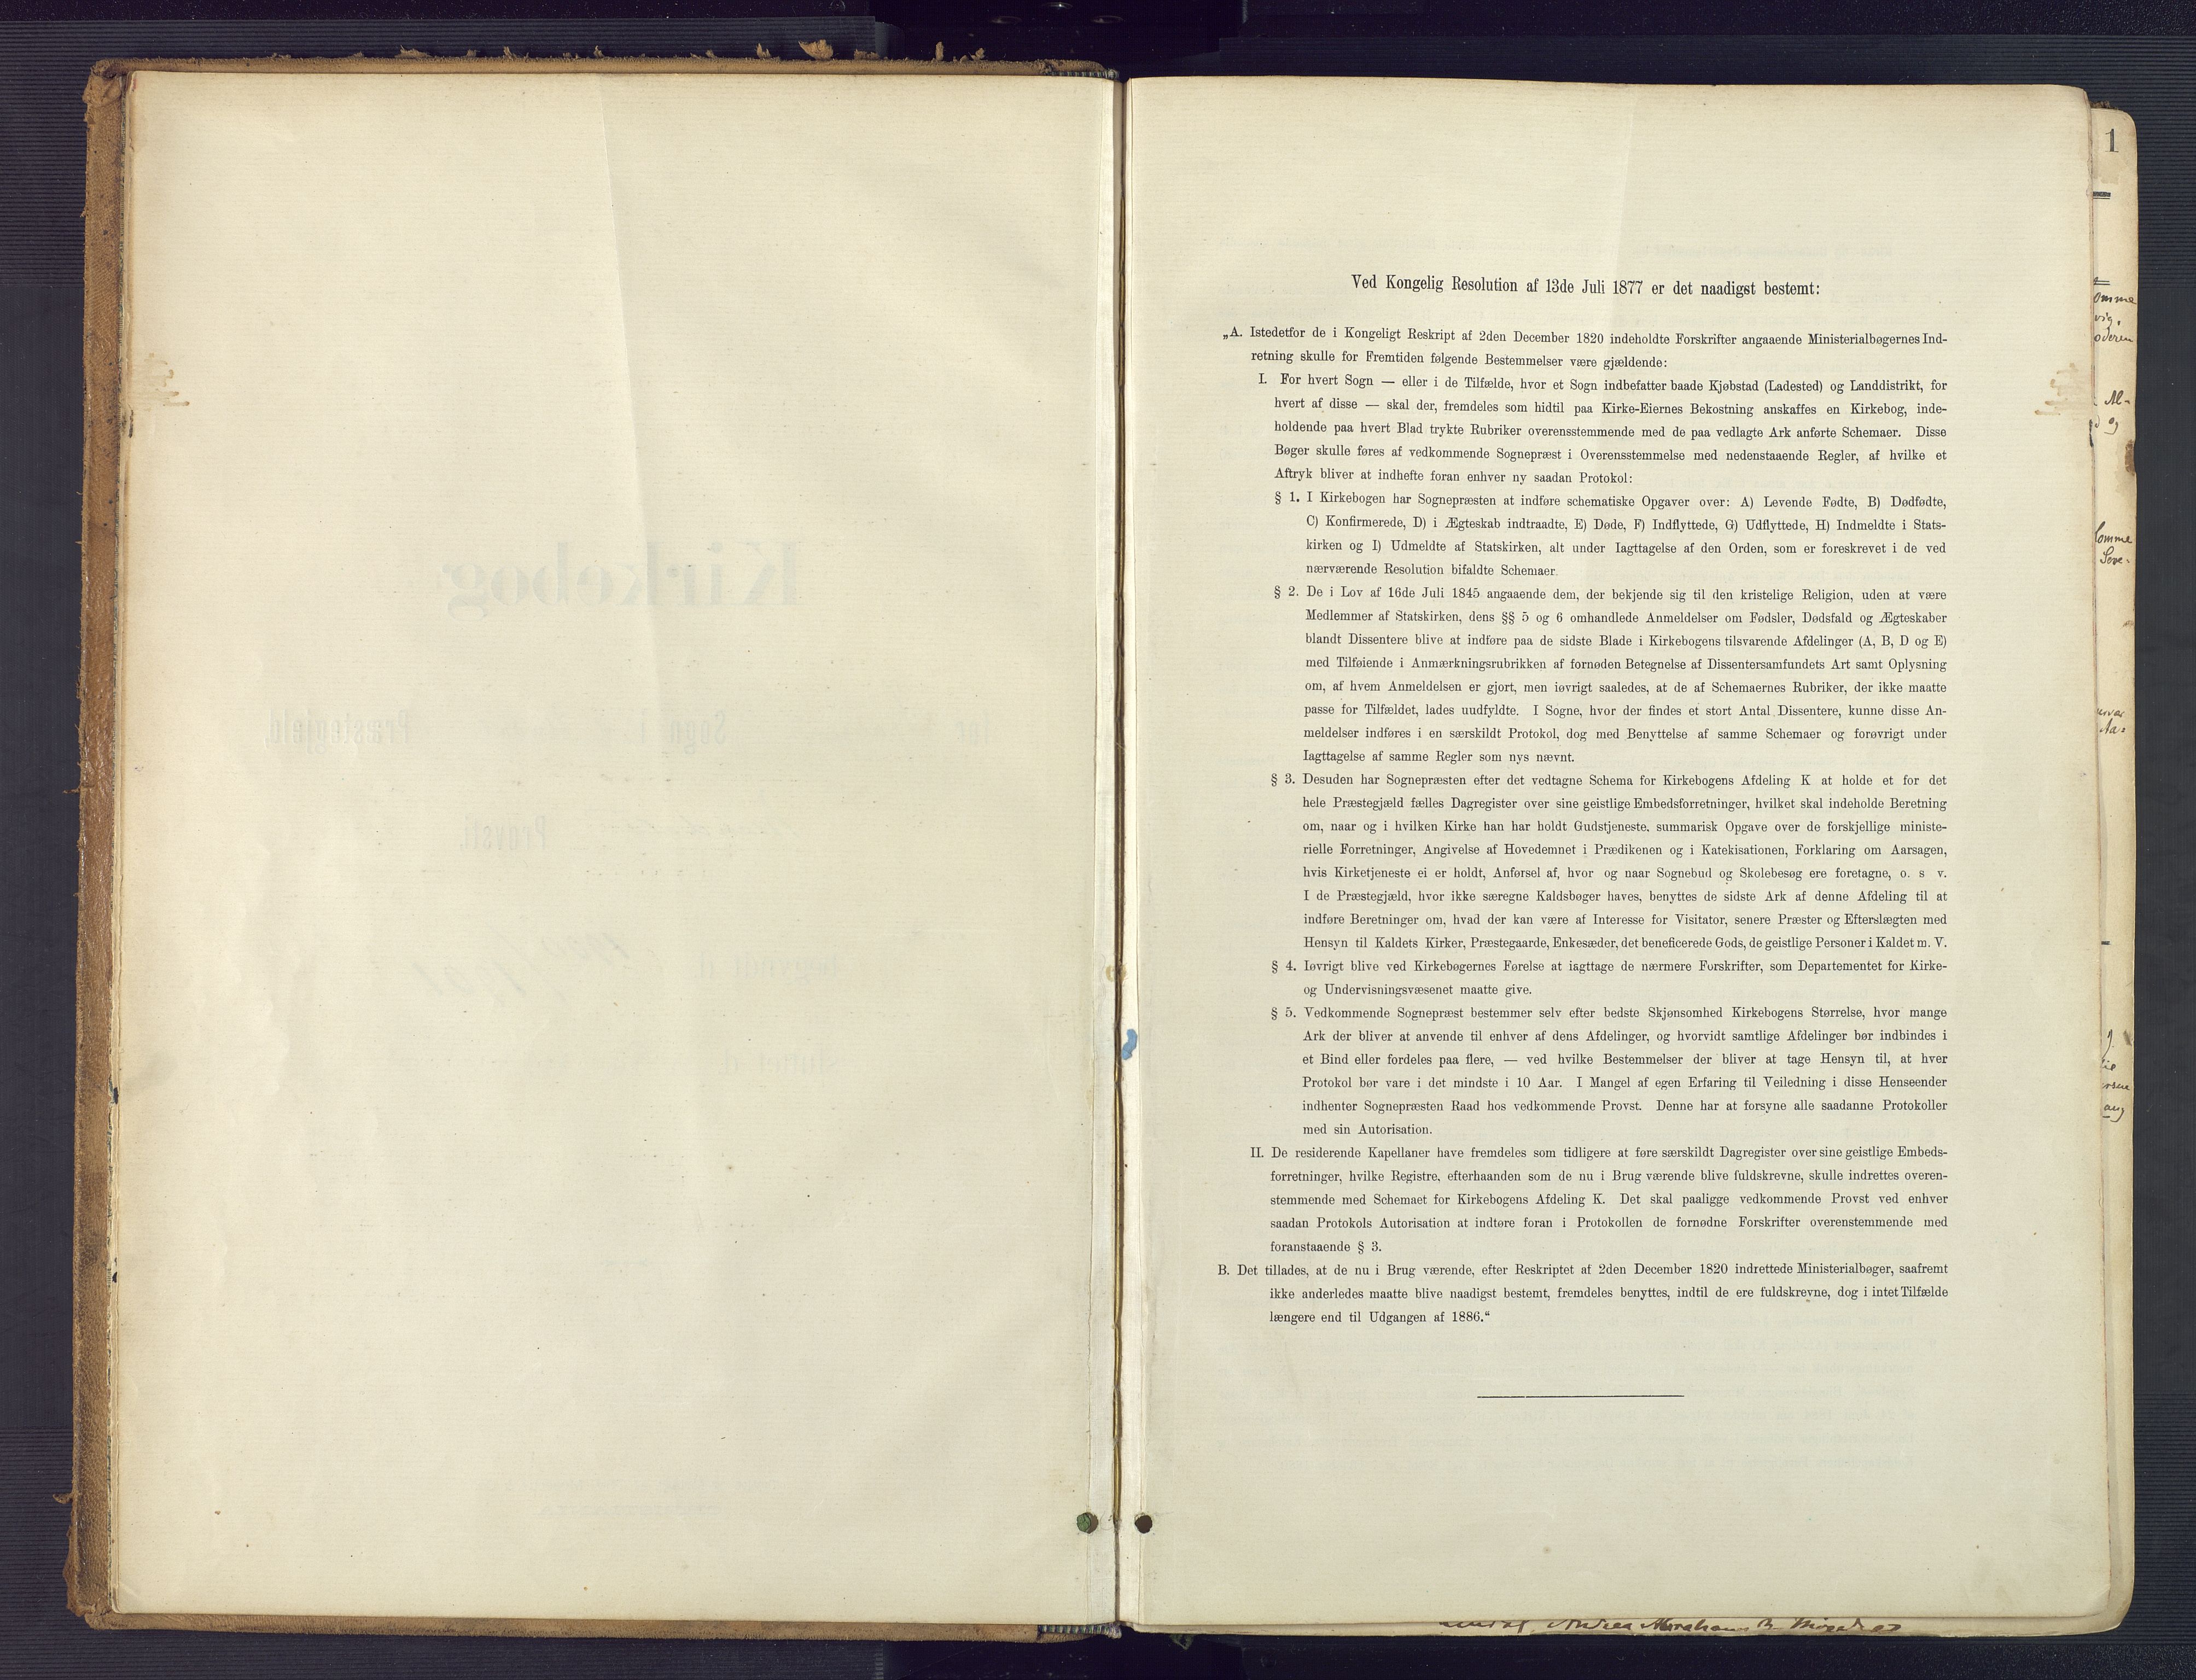 Ved Kongelig Resolution af 13de Juli 1877 er det naadigst bestemt:
„A. Istedetfor de i Kongeligt Reskript af 2den December 1820 indeholdte Forskrifter angaaende Ministerialbøgernes Ind-
retning skulle for Fremtiden følgende Bestemmelser være gjældende:
I. For hvert Sogn — eller i de Tilfælde, hvor et Sogn indbefatter baade Kjøbstad (Ladested) og Landdistrikt, for
hvert af disse — skal der, fremdeles som hidtil paa Kirke-Eiernes Bekostning anskaffes en Kirkebog, inde-
holdende paa hvert Blad trykte Rubriker overensstemmende med de paa vedlagte Ark anførte Schemaer. Disse
Bøger skulle føres af vedkommende Sognepræst i Overensstemmelse med nedenstaaende Regler, af hvilke et
Aftryk bliver at indhefte foran enhver ny saadan Protokol:
§ 1. I Kirkebogen har Sognepræsten at indføre schematiske Opgaver over: A) Levende Fødte, B) Dødfødte,
C) Konfirmerede, D) i Ægteskab indtraadte, E) Døde, F) Indflyttede, G) Udflyttede, H) Indmeldte i Stats-
kirken og I) Udmeldte af Statskirken, alt under Iagttagelse af den Orden, som er foreskrevet i de ved
nærværende Resolution bifaldte Schemaer.
§ 2. De i Lov af 16de Juli 1845 angaaende dem, der bekjende sig til den kristelige Religion, uden at være
Medlemmer af Statskirken, dens §§ 5 og 6 omhandlede Anmeldelser om Fødsler, Dødsfald og Ægteskaber
blandt Dissentere blive at indføre paa de sidste Blade i Kirkebogens tilsvarende Afdelinger (A, B, D og E)
med Tilføiende i Anmærkningsrubrikken af fornøden Betegnelse af Dissentersamfundets Art samt Oplysning
om, af hvem Anmeldelsen er gjort, men iøvrigt saaledes, at de af Schemaernes Rubriker, der ikke maatte
passe for Tilfældet, lades uudfyldte. I Sogne, hvor der findes et stort Antal Dissentere, kunne disse An-
meldelser indføres i en særskildt Protokol, dog med Benyttelse af samme Schemaer og forøvrigt under
Iagttagelse af samme Regler som nys nævnt.
§ 3. Desuden har Sognepræsten efter det vedtagne Schema for Kirkebogens Afdeling K at holde et for det
hele Præstegjæld fælles Dagregister over sine geistlige Embedsforretninger, hvilket skal indeholde Beretning
om, naar og i hvilken Kirke han har holdt Gudstjeneste, summarisk Opgave over de forskjellige ministe-
rielle Forretninger, Angivelse af Hovedemnet i Prædikenen og i Katekisationen, Forklaring om Aarsagen,
hvis Kirketjeneste ei er holdt, Anførsel af, hvor og naar Sognebud og Skolebesøg ere foretagne, o. s v.
I de Præstegjæld, hvor ikke særegne Kaldsbøger haves, benyttes de sidste Ark af denne Afdeling til at
indføre Beretninger om, hvad der kan være af Interesse for Visitator, senere Præster og Efterslægten med
Hensyn til Kaldets Kirker, Præstegaarde, Enkesæder, det beneficerede Gods, de geistlige Personer i Kaldet m. V.
§ 4. Iøvrigt blive ved Kirkebøgernes Førelse at iagttage de nærmere Forskrifter, som Departementet for Kirke-
og Undervisningsvæsenet maatte give.
§ 5. Vedkommende Sognepræst bestemmer selv efter bedste Skjønsomhed Kirkebogens Størrelse, hvor mange
Ark der bliver at anvende til enhver af dens Afdelinger, og hvorvidt samtlige Afdelinger bør indbindes i
et Bind eller fordeles paa flere, — ved hvilke Bestemmelser der bliver at tage Hensyn til, at hver
Protokol bør vare i det mindste i 10 Aar. I Mangel af egen Erfaring til Veiledning i disse Henseender
indhenter Sognepræsten Raad hos vedkommende Provst. Denne har at forsyne alle saadanne Protokoller
med sin Autorisation.
II. De residerende Kapellaner have fremdeles som tidligere at føre særskildt Dagregister over sine geistlige Embeds-
forretninger, hvilke Registre, efterhaanden som de nu i Brug værende blive fuldskrevne, skulle indrettes overen-
stemmende med Schemaet for Kirkebogens Afdeling K. Det skal paaligge vedkommende Provst ved enhver
saadan Protokols Autorisation at indføre foran i Protokollen de fornødne Forskrifter overenstemmende med
foranstaaende § 3.
B. Det tillades, at de nu i Brug værende, efter Reskriptet af 2den December 1820 indrettede Ministerialbøger, saafremt
ikke anderledes maatte blive naadigst bestemt, fremdeles benyttes, indtil de ere fuldskrevne, dog i intet Tilfælde
længere end til Udgangen af 1886.“
1